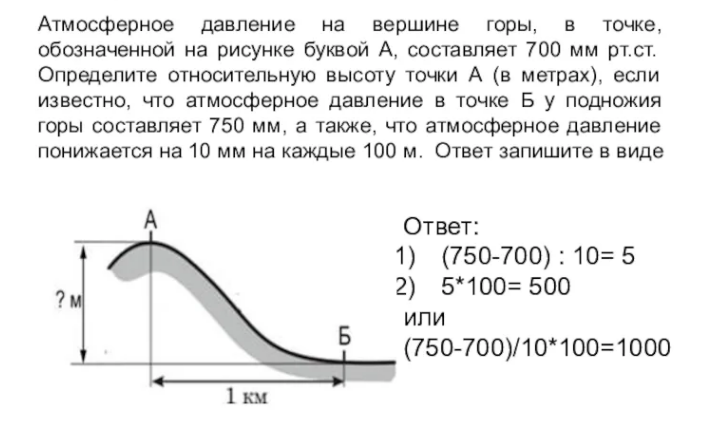 Атмосферное давление на вершине горы, в точке,
обозначенной на рисунке буквой А, составляет 700 мм рт.ст.
Определите относительную высоту точки А (в метрах), если
известно, что атмосферное давление в точке Б у подножия
горы составляет 750 мм, а также, что атмосферное давление
понижается на 10 мм на каждые 100 м. Ответ запишите в виде
А
? м
Б
1 км
Ответ:
1) (750-700) : 10= 5
2) 5*100= 500
или
(750-700)/10*100=1000